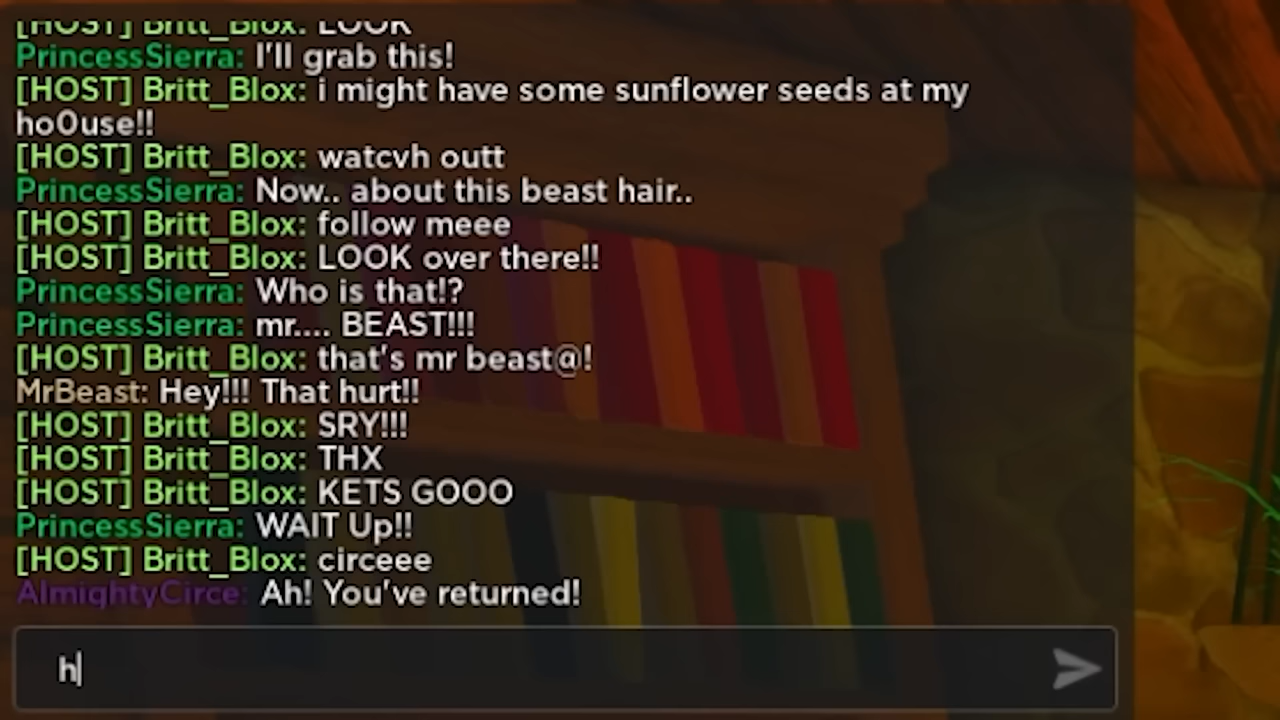 [HOST] Britt_Blox: LOOK
PrincessSierra: I'll grab this!
[HOST] Britt_Blox: i might have some sunflower seeds at my
ho0use!!
[HOST] Britt_Blox: watcvh outt
PrincessSierra: Now.. about this beast hair..
[HOST] Britt_Blox: follow meee
[HOST] Britt_Blox: LOOK over there!!
PrincessSierra: Who is that!?
PrincessSierra: mr.... BEAST!!!
[HOST] Britt_Blox: that's mr beast@!
MrBeast: Hey!!! That hurt!!
[HOST] Britt_Blox: SRY!!!
[HOST] Britt_Blox: THX
[HOST] Britt_Blox: KETS GOOO
PrincessSierra: WAIT Up!!
[HOST] Britt_Blox: circeee
AlmightyCirce: Ah! You've returned!
h